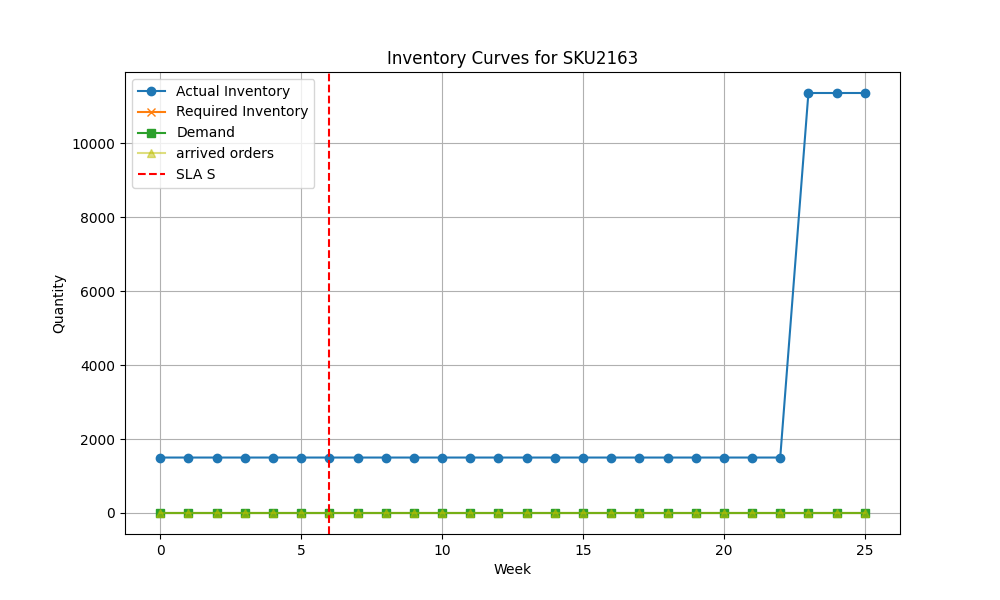 Inventory Curves for SKU2163
Actual Inventory
Required Inventory
Demand
arrived orders
SLA S
Quantity
10000
8000
6000
4000
2000
0
0 5 10 15 20 25
Week